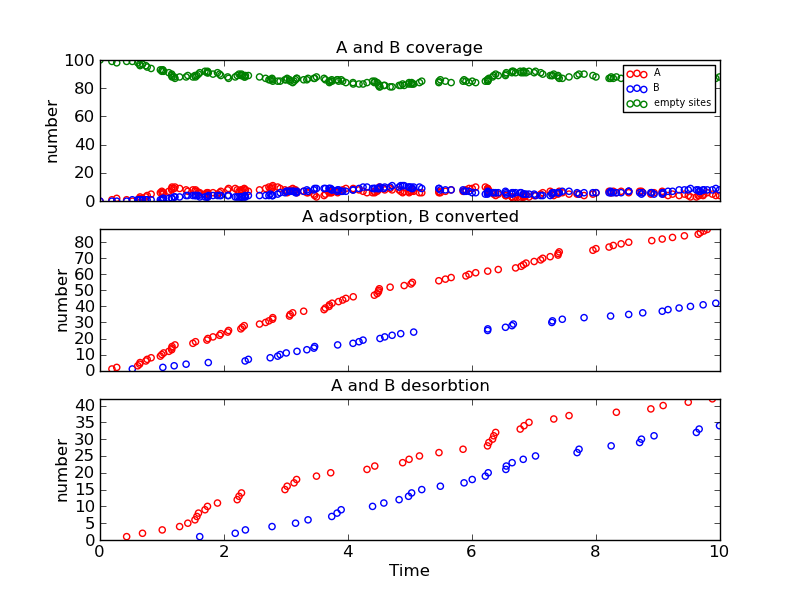 A and B coverage
100
80
60
40
20
0
number
A
B
empty sites
A adsorption, B converted
80
70
60
50
40
30
20
10
0
number
A and B desorbtion
40
35
30
25
20
15
10
5
0
number
0 2 4 6 8 10
Time